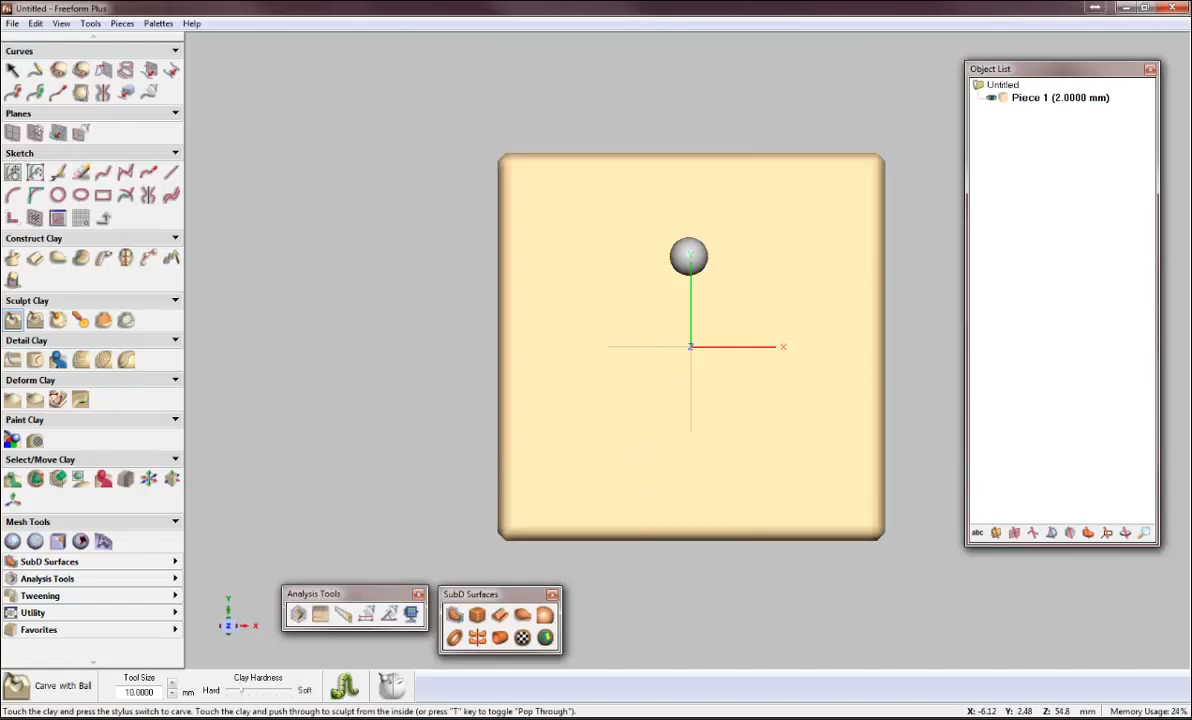 Untitled - Freeform Plus
File Edit View Tools Pieces Palettes Help
Curves
Planes
Sketch
Construct Clay
Sculpt Clay
Detail Clay
Deform Clay
Paint Clay
Select/Move Clay
Mesh Tools
SubD Surfaces
Analysis Tools
Tweening
Utility
Favorites
Object List
Untitled
Piece 1 (2.0000 mm)
abc
Y
X
Z
Y
Z X
Analysis Tools
SubD Surfaces
Carve with Ball
Tool Size
10.0000 mm
Clay Hardness
Hard Soft
Touch the clay and press the stylus switch to carve. Touch the clay and push through to sculpt from the inside (or press "T" key to toggle "Pop Through").
X: -6.12 Y: 2.48 Z: 54.8 mm Memory Usage: 24%